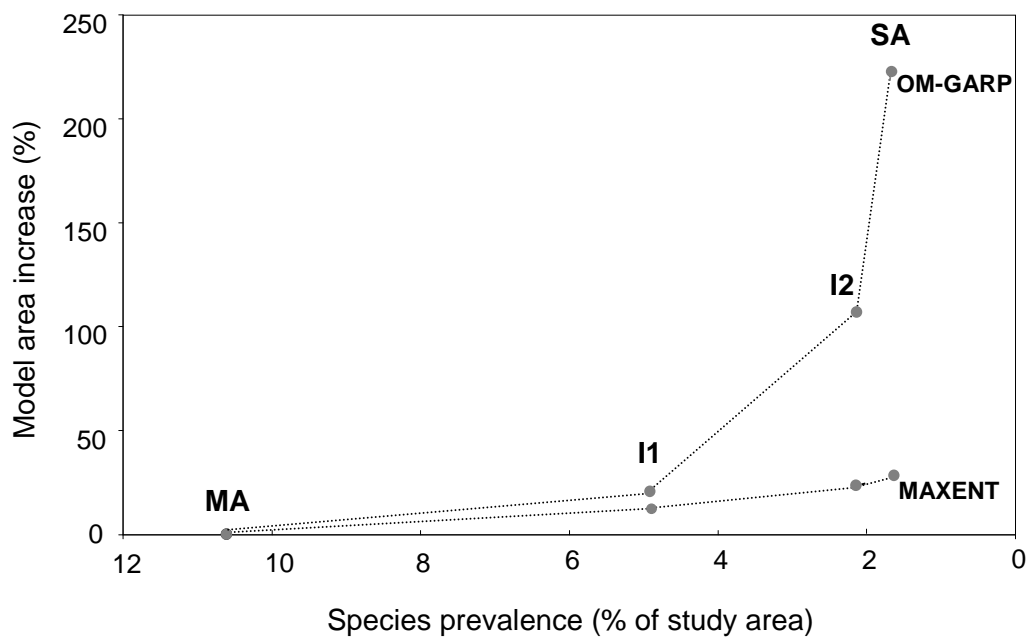 250
SA
OM-GARP
200
150
I2
100
50
I1
MAXENT
MA
0
12
10
8
6
4
2
0
Model area increase (%)
Species prevalence (% of study area)